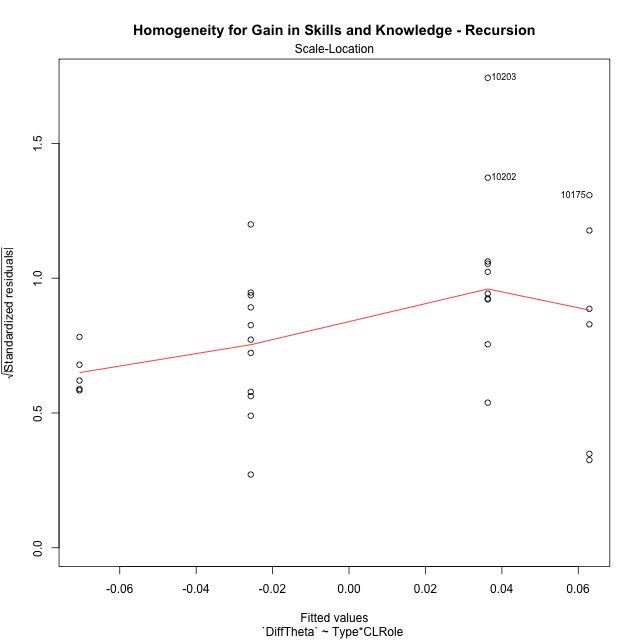 Homogeneity for Gain in Skills and Knowledge - Recursion
Scale-Location
10203
10202
10175
1.5
1.0
0.5
0.0
√|Standardized residuals|
-0.06
-0.04
-0.02
0.00
0.02
0.04
0.06
Fitted values
`DiffTheta` ~ Type*CLRole